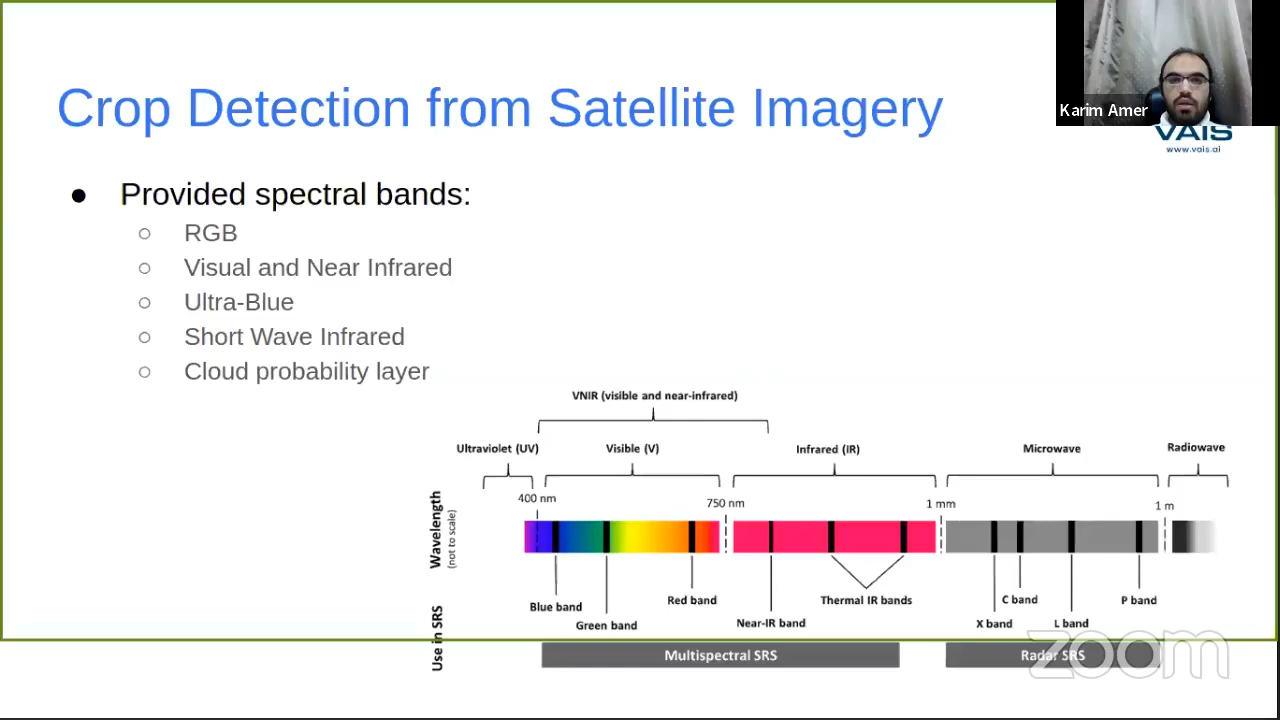 Crop Detection from Satellite Imagery
Karim Amer
VAIS
www.vais.ai
● Provided spectral bands:
○ RGB
○ Visual and Near Infrared
○ Ultra-Blue
○ Short Wave Infrared
○ Cloud probability layer
VNIR (visible and near-infrared)
Ultraviolet (UV) Visible (V) Infrared (IR) Microwave Radiowave
400 nm 750 nm 1 mm 1 m
Wavelength
(not to scale)
Blue band Green band Red band Near-IR band Thermal IR bands X band C band L band P band
Use in SRS
Multispectral SRS Radar SRS
zoom